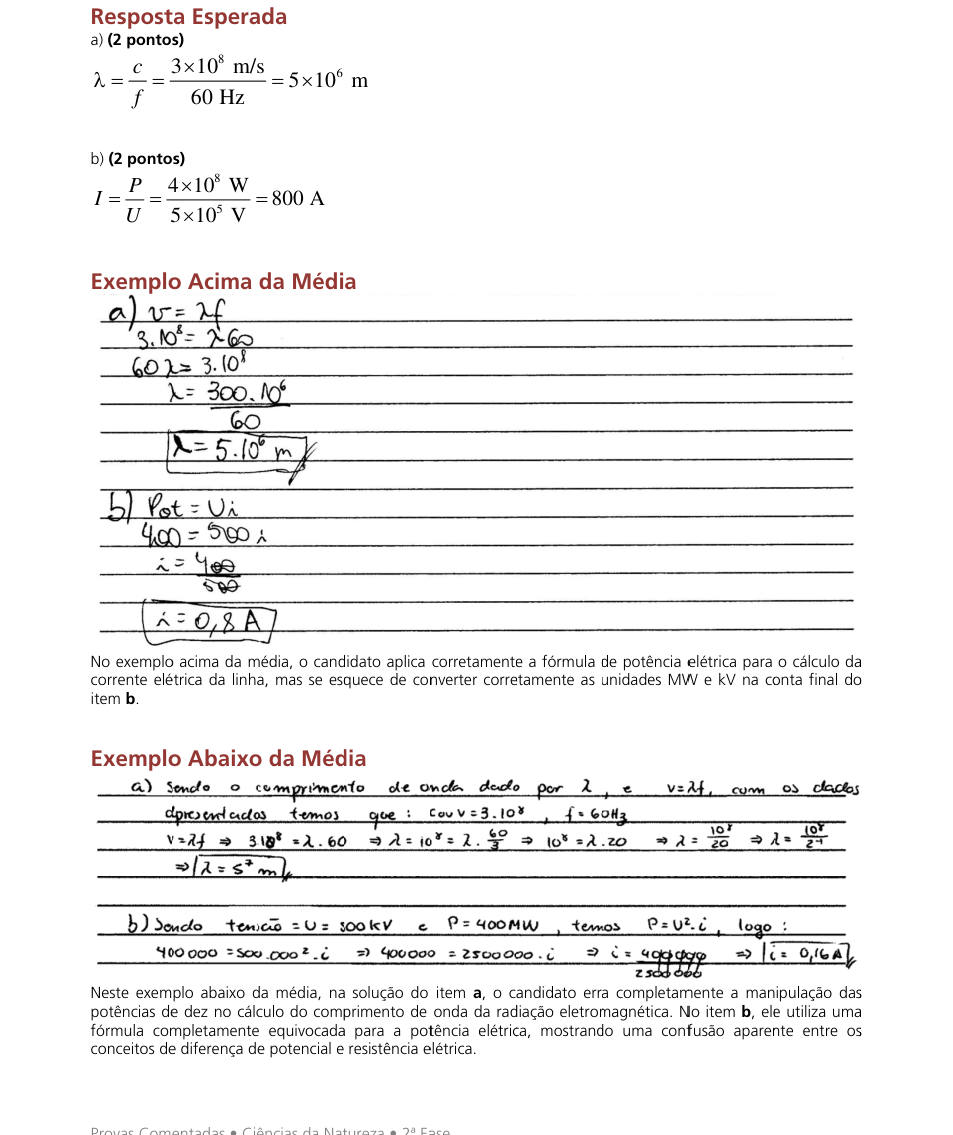 Resposta Esperada
a) (2 pontos)
λ = c/f = 3×10⁸ m/s / 60 Hz = 5×10⁶ m
b) (2 pontos)
I = P/U = 4×10⁸ W / 5×10⁵ V = 800 A
Exemplo Acima da Média
a) v = λf
3.10⁸ = λ60
60λ = 3.10⁸
λ = 300.10⁶ / 60
λ = 5.10⁶ m
b) Pot = Ui
400 = 500 i
i = 400 / 500
i = 0,8 A
No exemplo acima da média, o candidato aplica corretamente a fórmula de potência elétrica para o cálculo da
corrente elétrica da linha, mas se esquece de converter corretamente as unidades MW e kV na conta final do
item b.
Exemplo Abaixo da Média
a) Sendo o comprimento de onda dado por λ, e v=λf, com os dados
apresentados temos que: v = 3.10⁸, f = 60Hz
v=λf ⇒ 3.10⁸ = λ.60 ⇒ λ = 10⁸ = λ. 60/3 ⇒ 10⁸ = λ.20 ⇒ λ = 10⁸/20 ⇒ λ =
⇒ λ = 5⁷ m
b) Sendo tensão = U = 500kV e P = 400MW, temos P=U².i, logo:
400 000 = 500.000².i ⇒ 400000 = 2500000.i ⇒ i = 400 000 / 2500 000 ⇒ i = 0,16A
Neste exemplo abaixo da média, na solução do item a, o candidato erra completamente a manipulação das
potências de dez no cálculo do comprimento de onda da radiação eletromagnética. No item b, ele utiliza uma
fórmula completamente equivocada para a potência elétrica, mostrando uma confusão aparente entre os
conceitos de diferença de potencial e resistência elétrica.
Provas Comentadas • Ciências da Natureza • 2ª Fase